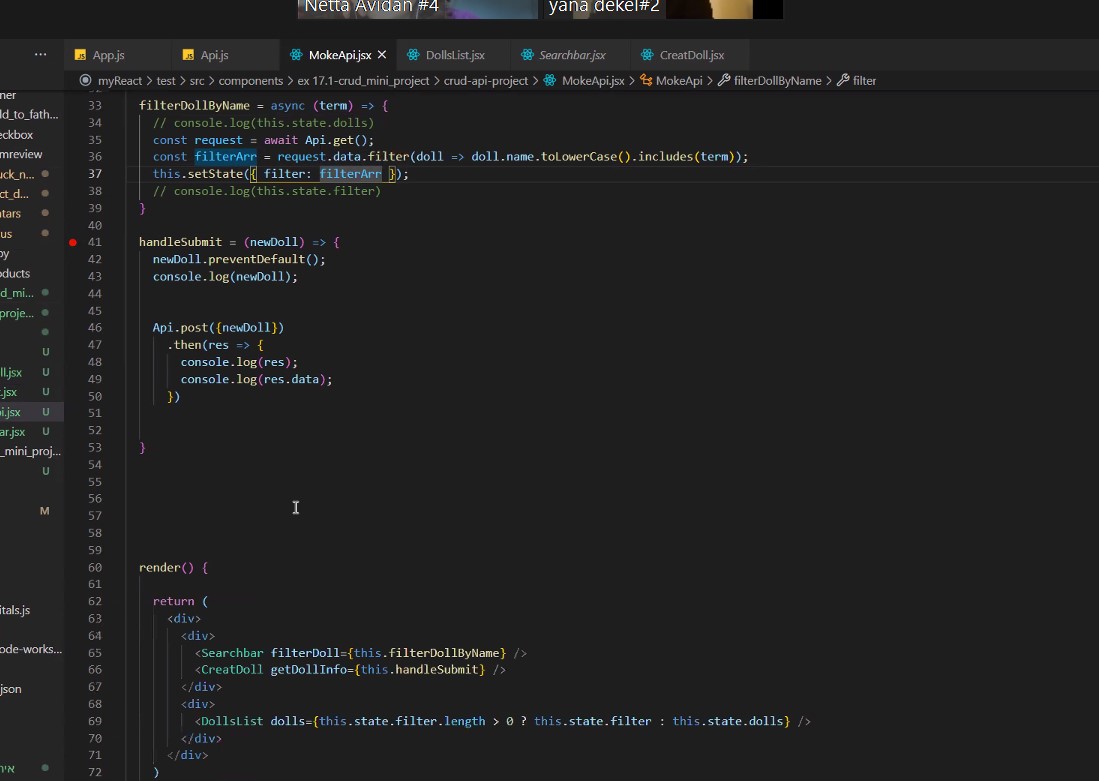 Netta Avidan #4
yana dekel#2
App.js
Api.js
MokeApi.jsx
DollsList.jsx
Searchbar.jsx
CreatDoll.jsx
myReact > test > src > components > ex 17.1-crud_mini_project > crud-api-project > MokeApi.jsx > MokeApi > filterDollByName > filter
ner
ld_to_fath...
eckbox
mreview
uck_n...
ct_d...
atars
us
py
oducts
d_mi...
proje...
U
ll.jsx U
.jsx U
i.jsx U
ar.jsx U
_mini_proj...
U
M
itals.js
ode-works...
json
33 filterDollByName = async (term) => {
34 // console.log(this.state.dolls)
35 const request = await Api.get();
36 const filterArr = request.data.filter(doll => doll.name.toLowerCase().includes(term));
37 this.setState({ filter: filterArr });
38 // console.log(this.state.filter)
39 }
40
41 handleSubmit = (newDoll) => {
42 newDoll.preventDefault();
43 console.log(newDoll);
44
45
46 Api.post({newDoll})
47 .then(res => {
48 console.log(res);
49 console.log(res.data);
50 })
51
52
53 }
54
55
56
57
58
59
60 render() {
61
62 return (
63 <div>
64 <div>
65 <Searchbar filterDoll={this.filterDollByName} />
66 <CreatDoll getDollInfo={this.handleSubmit} />
67 </div>
68 <div>
69 <DollsList dolls={this.state.filter.length > 0 ? this.state.filter : this.state.dolls} />
70 </div>
71 </div>
72 )